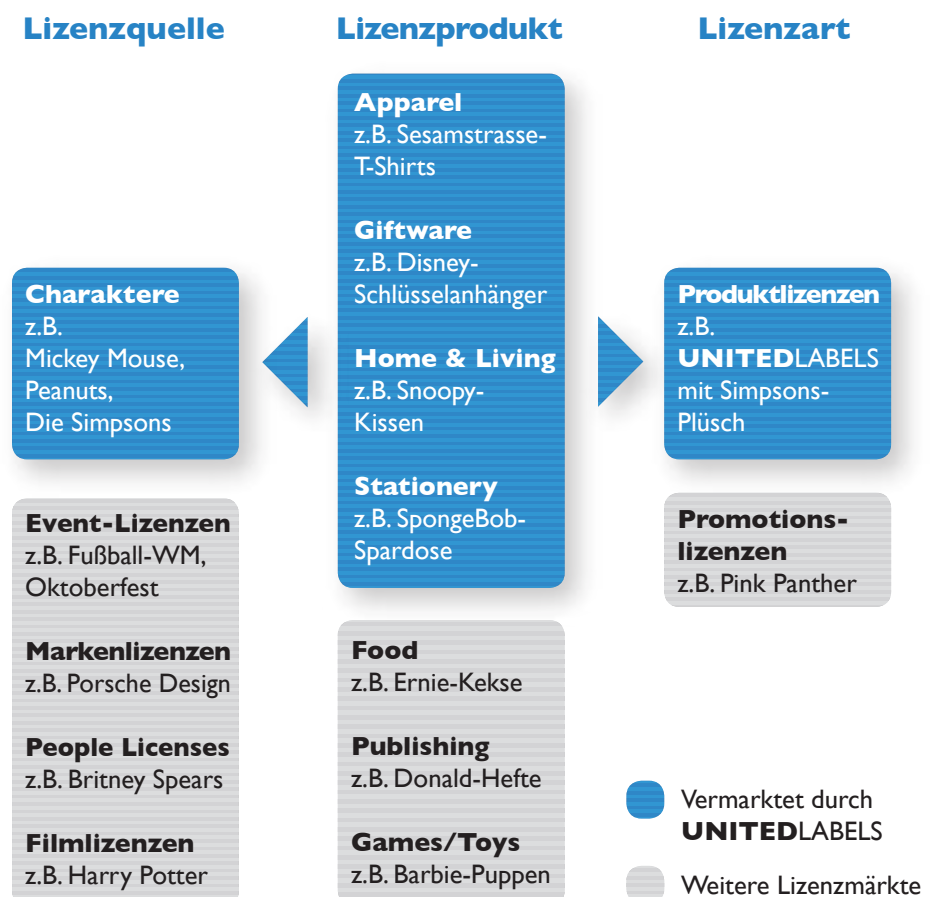 Lizenzquelle
Lizenzprodukt
Lizenzart
Charaktere
z.B.
Mickey Mouse,
Peanuts,
Die Simpsons
Event-Lizenzen
z.B. Fußball-WM,
Oktoberfest
Markenlizenzen
z.B. Porsche Design
People Licenses
z.B. Britney Spears
Filmlizenzen
z.B. Harry Potter
Apparel
z.B. Sesamstrasse-
T-Shirts
Giftware
z.B. Disney-
Schlüsselanhänger
Home & Living
z.B. Snoopy-
Kissen
Stationery
z.B. SpongeBob-
Spardose
Food
z.B. Ernie-Kekse
Publishing
z.B. Donald-Hefte
Games/Toys
z.B. Barbie-Puppen
Produktlizenzen
z.B.
UNITEDLABELS
mit Simpsons-
Plüsch
Promotions-
lizenzen
z.B. Pink Panther
Vermarktet durch
UNITEDLABELS
Weitere Lizenzmärkte